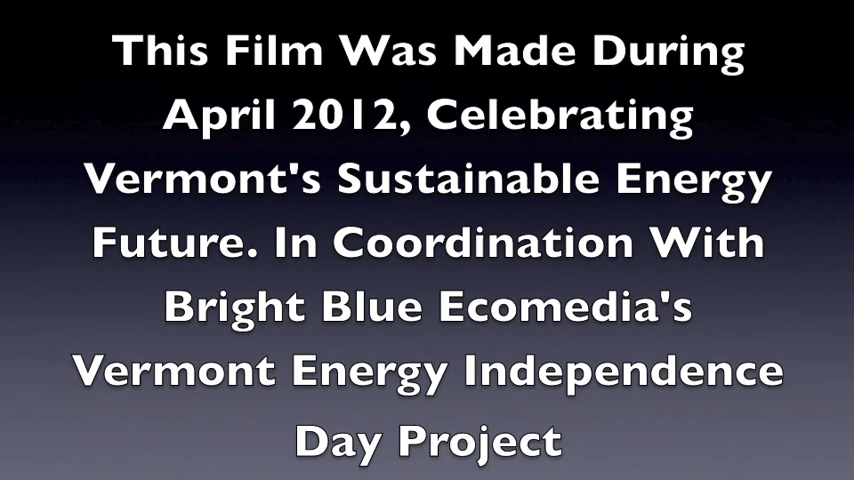 This Film Was Made During
April 2012, Celebrating
Vermont's Sustainable Energy
Future. In Coordination With
Bright Blue Ecomedia's
Vermont Energy Independence
Day Project